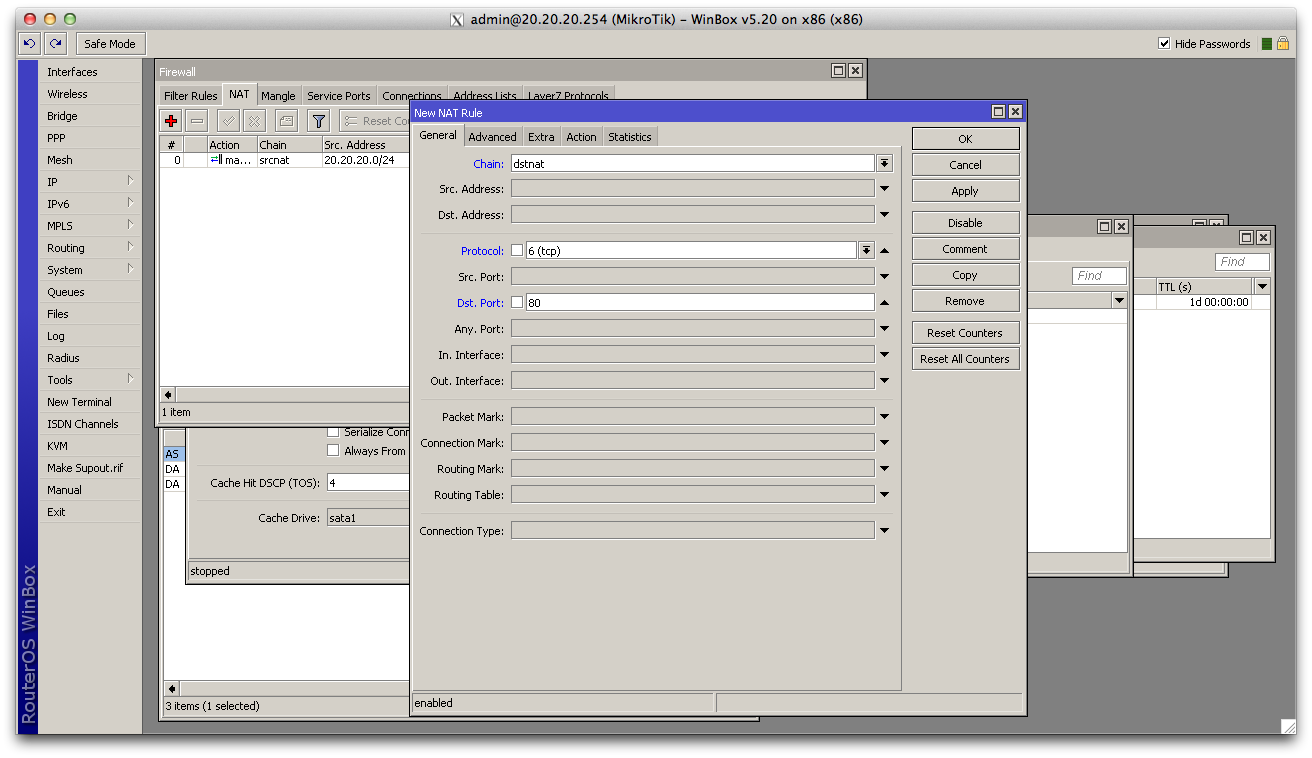 admin@20.20.20.254 (MikroTik) – WinBox v5.20 on x86 (x86)
Safe Mode
Hide Passwords
Interfaces
Wireless
Bridge
PPP
Mesh
IP
IPv6
MPLS
Routing
System
Queues
Files
Log
Radius
Tools
New Terminal
ISDN Channels
KVM
Make Supout.rif
Manual
Exit
RouterOS WinBox
Firewall
Filter Rules NAT Mangle Service Ports Connections Address Lists Layer7 Protocols
Reset Co
# Action Chain Src. Address
0 ma... srcnat 20.20.20.0/24
1 item
New NAT Rule
General Advanced Extra Action Statistics
Chain: dstnat
Src. Address:
Dst. Address:
Protocol: 6 (tcp)
Src. Port:
Dst. Port: 80
Any. Port:
In. Interface:
Out. Interface:
Packet Mark:
Connection Mark:
Routing Mark:
Routing Table:
Connection Type:
enabled
OK
Cancel
Apply
Disable
Comment
Copy
Remove
Reset Counters
Reset All Counters
Find
Find
TTL (s)
1d 00:00:00
AS
DA
DA
Serialize Conn
Always From
Cache Hit DSCP (TOS): 4
Cache Drive: sata1
stopped
3 items (1 selected)